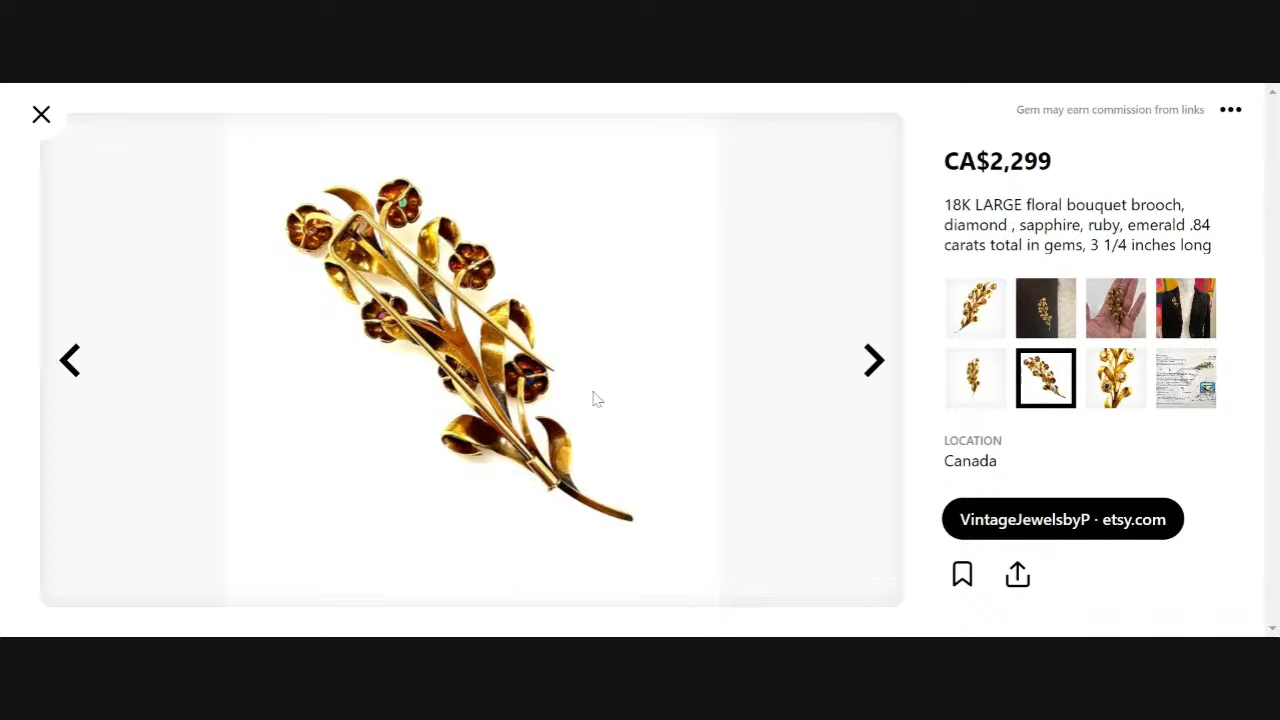 Gem may earn commission from links
CA$2,299
18K LARGE floral bouquet brooch,
diamond , sapphire, ruby, emerald .84
carats total in gems, 3 1/4 inches long
LOCATION
Canada
VintageJewelsbyP · etsy.com